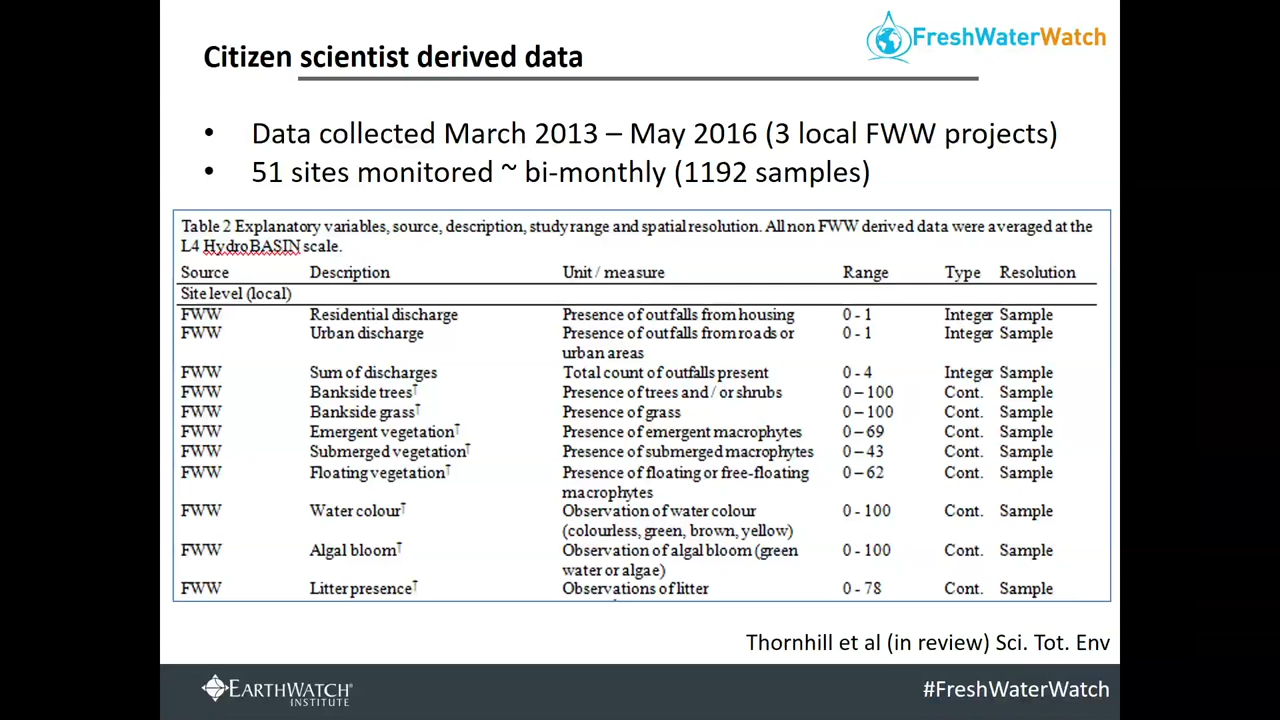 Citizen scientist derived data
FreshWaterWatch
• Data collected March 2013 – May 2016 (3 local FWW projects)
• 51 sites monitored ~ bi-monthly (1192 samples)
Table 2 Explanatory variables, source, description, study range and spatial resolution. All non FWW derived data were averaged at the
L4 HydroBASIN scale.
Source Description Unit / measure Range Type Resolution
Site level (local)
FWW Residential discharge Presence of outfalls from housing 0 - 1 Integer Sample
FWW Urban discharge Presence of outfalls from roads or 0 - 1 Integer Sample
urban areas
FWW Sum of discharges Total count of outfalls present 0 - 4 Integer Sample
FWW Bankside trees† Presence of trees and / or shrubs 0 – 100 Cont. Sample
FWW Bankside grass† Presence of grass 0 – 100 Cont. Sample
FWW Emergent vegetation† Presence of emergent macrophytes 0 – 69 Cont. Sample
FWW Submerged vegetation† Presence of submerged macrophytes 0 – 43 Cont. Sample
FWW Floating vegetation† Presence of floating or free-floating 0 – 62 Cont. Sample
macrophytes
FWW Water colour† Observation of water colour 0 - 100 Cont. Sample
(colourless, green, brown, yellow)
FWW Algal bloom† Observation of algal bloom (green 0 - 100 Cont. Sample
water or algae)
FWW Litter presence† Observations of litter 0 - 78 Cont. Sample
Thornhill et al (in review) Sci. Tot. Env
EARTHWATCH®
INSTITUTE
#FreshWaterWatch